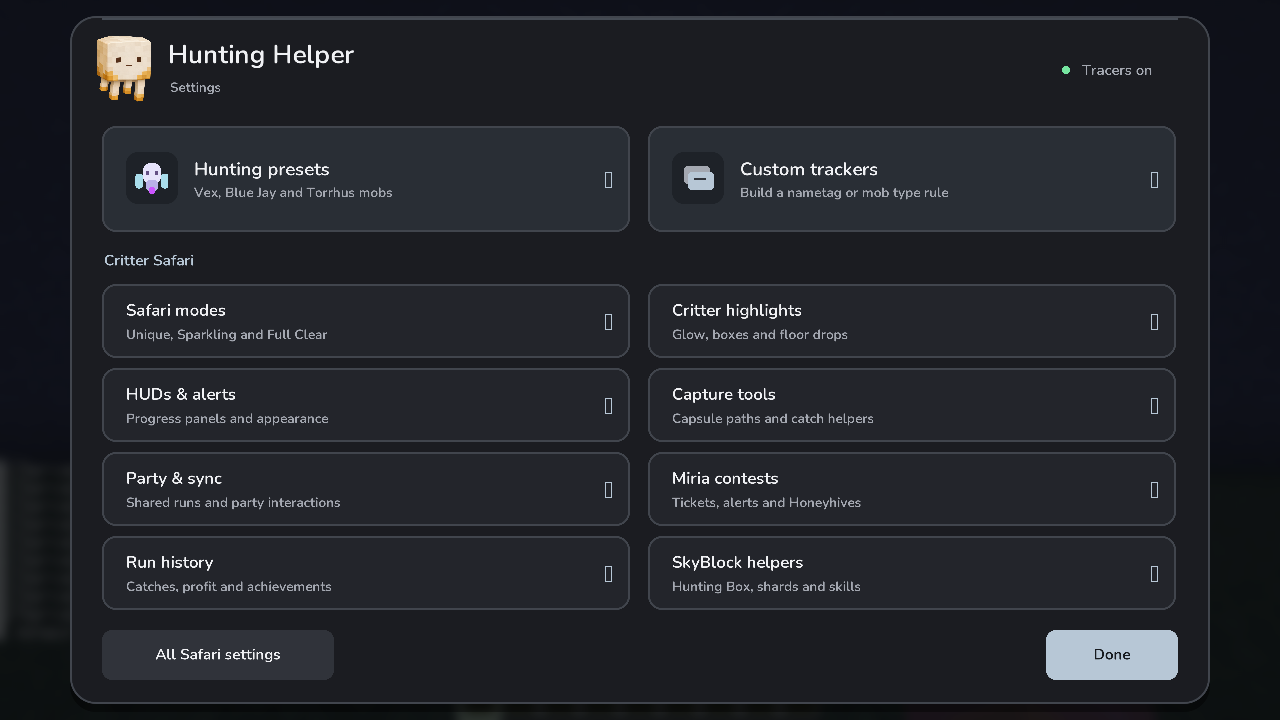 Hunting Helper
Settings
Tracers on
Hunting presets
Vex, Blue Jay and Torrhus mobs
Custom trackers
Build a nametag or mob type rule
Critter Safari
Safari modes
Unique, Sparkling and Full Clear
Critter highlights
Glow, boxes and floor drops
HUDs & alerts
Progress panels and appearance
Capture tools
Capsule paths and catch helpers
Party & sync
Shared runs and party interactions
Miria contests
Tickets, alerts and Honeyhives
Run history
Catches, profit and achievements
SkyBlock helpers
Hunting Box, shards and skills
All Safari settings
Done